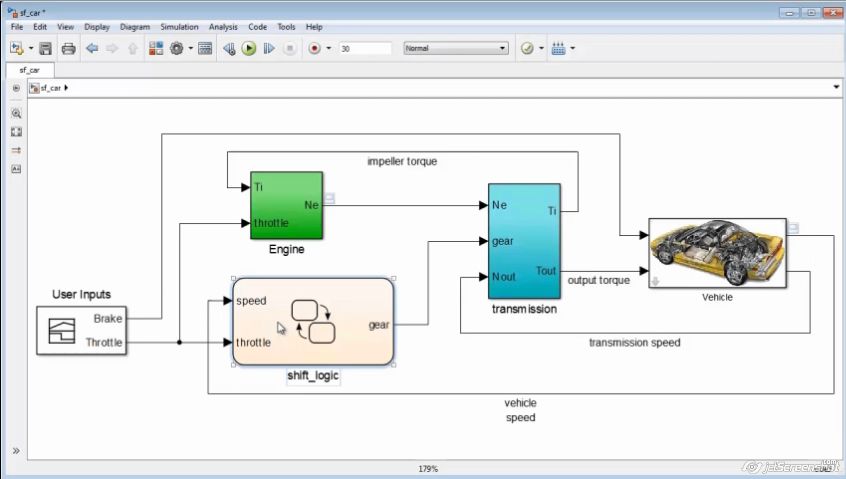 sf_car *
File Edit View Display Diagram Simulation Analysis Code Tools Help
30 Normal
sf_car
sf_car
impeller torque
Ti
Ne
throttle
Engine
Ne
Ti
gear
Nout
Tout
transmission
output torque
Vehicle
User Inputs
Brake
Throttle
speed
gear
throttle
shift_logic
transmission speed
vehicle
speed
179%